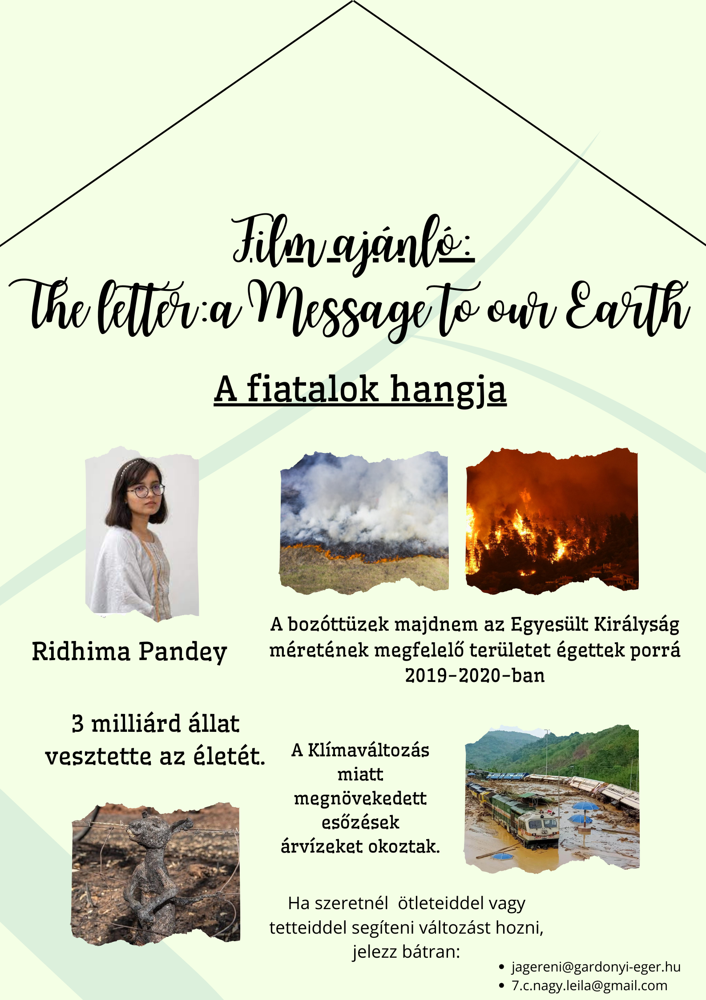 Film ajánló:
The letter:a Message to our Earth
A fiatalok hangja
Ridhima Pandey
A bozóttüzek majdnem az Egyesült Királyság
méretének megfelelő területet égettek porrá
2019-2020-ban
3 milliárd állat
vesztette az életét.
A Klímaváltozás
miatt
megnövekedett
esőzések
árvízeket okoztak.
Ha szeretnél  ötleteiddel vagy
tetteiddel segíteni változást hozni,
jelezz bátran:
• jagereni@gardonyi-eger.hu
• 7.c.nagy.leila@gmail.com